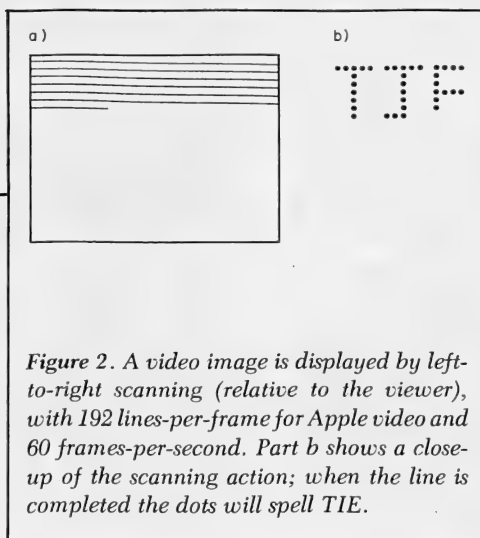 a)
b)
TJF
Figure 2. A video image is displayed by left-
to-right scanning (relative to the viewer),
with 192 lines-per-frame for Apple video and
60 frames-per-second. Part b shows a close-
up of the scanning action; when the line is
completed the dots will spell TIE.